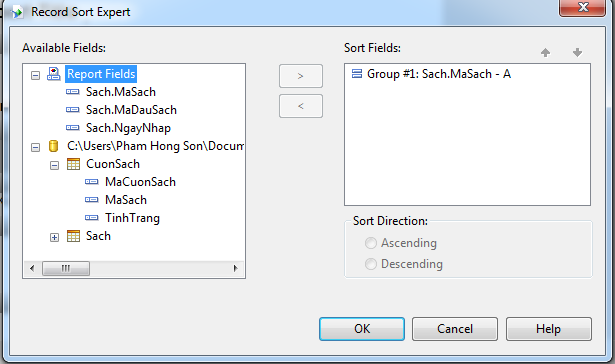 Record Sort Expert
Available Fields:
Sort Fields:
Report Fields
Sach.MaSach
Sach.MaDauSach
Sach.NgayNhap
C:\Users\Pham Hong Son\Docum
CuonSach
MaCuonSach
MaSach
TinhTrang
Sach
>
<
Group #1: Sach.MaSach - A
Sort Direction:
Ascending
Descending
OK
Cancel
Help